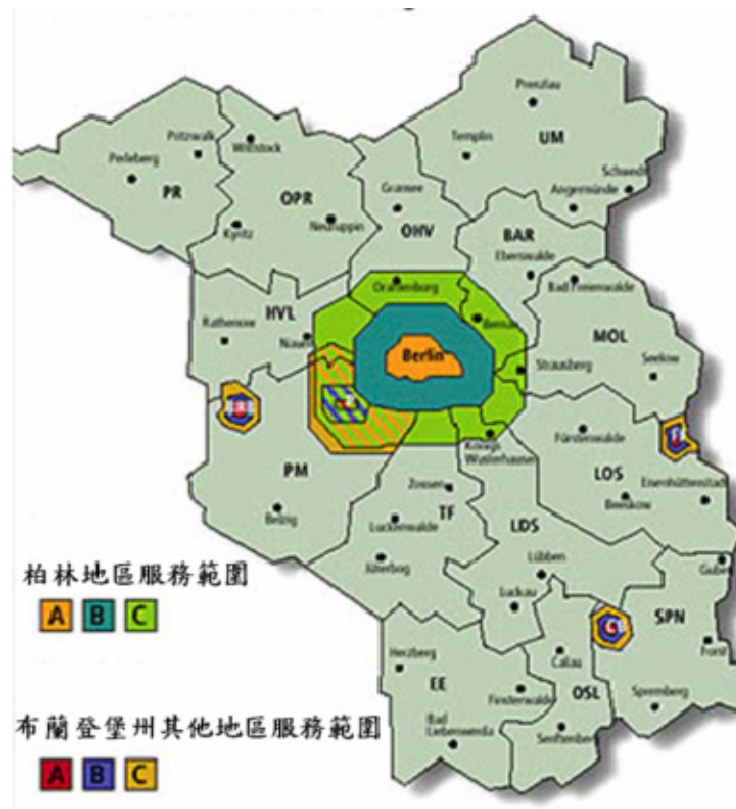 Prenzlau
Templin
UM
Schwedt
Angermünde
Pritzwalk
Perleberg
PR
Wittstock
OPR
Kyritz
Neuruppin
Gransee
OHV
BAR
Eberswalde
Oranienburg
Bernau
Bad Freienwalde
MOL
Seelow
Strausberg
HVL
Rathenow
Nauen
Berlin
PM
Belzig
Königs
Wusterhausen
Fürstenwalde
LOS
Beeskow
Eisenhüttenstadt
Zossen
TF
Luckenwalde
Jüterbog
LDS
Lübben
Luckau
Guben
SPN
CB
Forst
Spremberg
Calau
OSL
Senftenberg
Herzberg
EE
Finsterwalde
Bad
Liebenwerda
柏林地區服務範圍
A B C
布蘭登堡州其他地區服務範圍
A B C